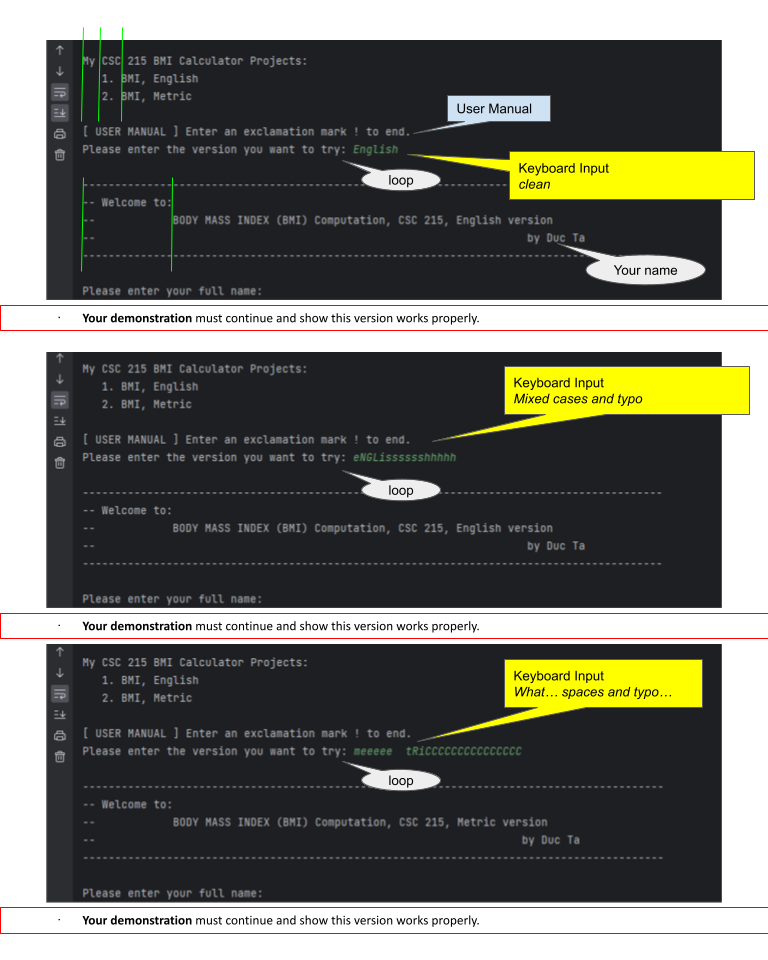 My CSC 215 BMI Calculator Projects:
1. BMI, English
2. BMI, Metric
User Manual
[ USER MANUAL ] Enter an exclamation mark ! to end.
Please enter the version you want to try: English
Keyboard Input
clean
loop
--------------------------------------------------------------------------------
-- Welcome to:
-- BODY MASS INDEX (BMI) Computation, CSC 215, English version
-- by Duc Ta
--------------------------------------------------------------------------------
Your name
Please enter your full name:
· Your demonstration must continue and show this version works properly.
My CSC 215 BMI Calculator Projects:
1. BMI, English
2. BMI, Metric
Keyboard Input
Mixed cases and typo
[ USER MANUAL ] Enter an exclamation mark ! to end.
Please enter the version you want to try: eNGLisssssshhhhh
loop
------------------------------------------------------------------------------------------
-- Welcome to:
-- BODY MASS INDEX (BMI) Computation, CSC 215, English version
-- by Duc Ta
------------------------------------------------------------------------------------------
Please enter your full name:
· Your demonstration must continue and show this version works properly.
My CSC 215 BMI Calculator Projects:
1. BMI, English
2. BMI, Metric
Keyboard Input
What… spaces and typo…
[ USER MANUAL ] Enter an exclamation mark ! to end.
Please enter the version you want to try: meeeee  tRiCCCCCCCCCCCCCCC
loop
------------------------------------------------------------------------------------------
-- Welcome to:
-- BODY MASS INDEX (BMI) Computation, CSC 215, Metric version
-- by Duc Ta
------------------------------------------------------------------------------------------
Please enter your full name:
· Your demonstration must continue and show this version works properly.